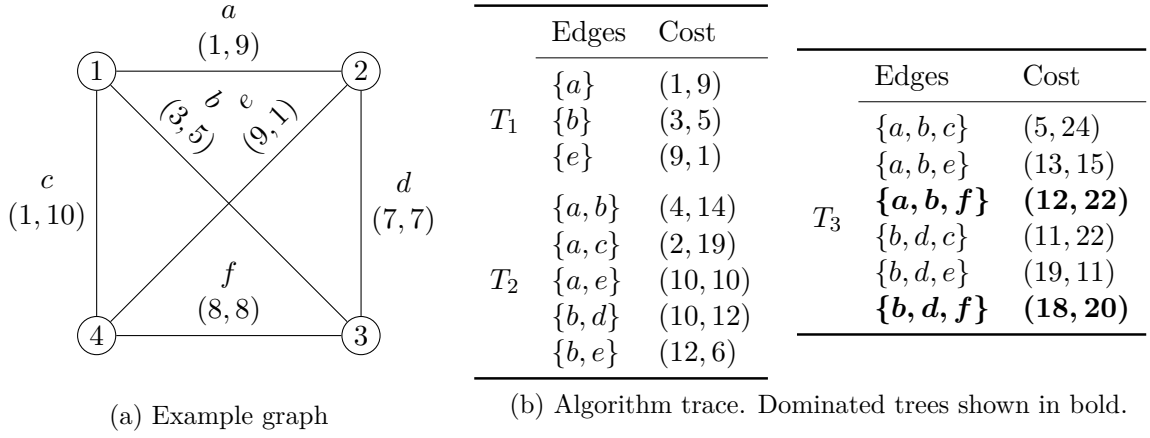 a
(1, 9)
1
2
b
(3, 5)
e
(9, 1)
c
(1, 10)
d
(7, 7)
f
(8, 8)
4
3
(a) Example graph
Edges Cost
T1
{a} (1, 9)
{b} (3, 5)
{e} (9, 1)
T2
{a, b} (4, 14)
{a, c} (2, 19)
{a, e} (10, 10)
{b, d} (10, 12)
{b, e} (12, 6)
Edges Cost
T3
{a, b, c} (5, 24)
{a, b, e} (13, 15)
{a, b, f} (12, 22)
{b, d, c} (11, 22)
{b, d, e} (19, 11)
{b, d, f} (18, 20)
(b) Algorithm trace. Dominated trees shown in bold.